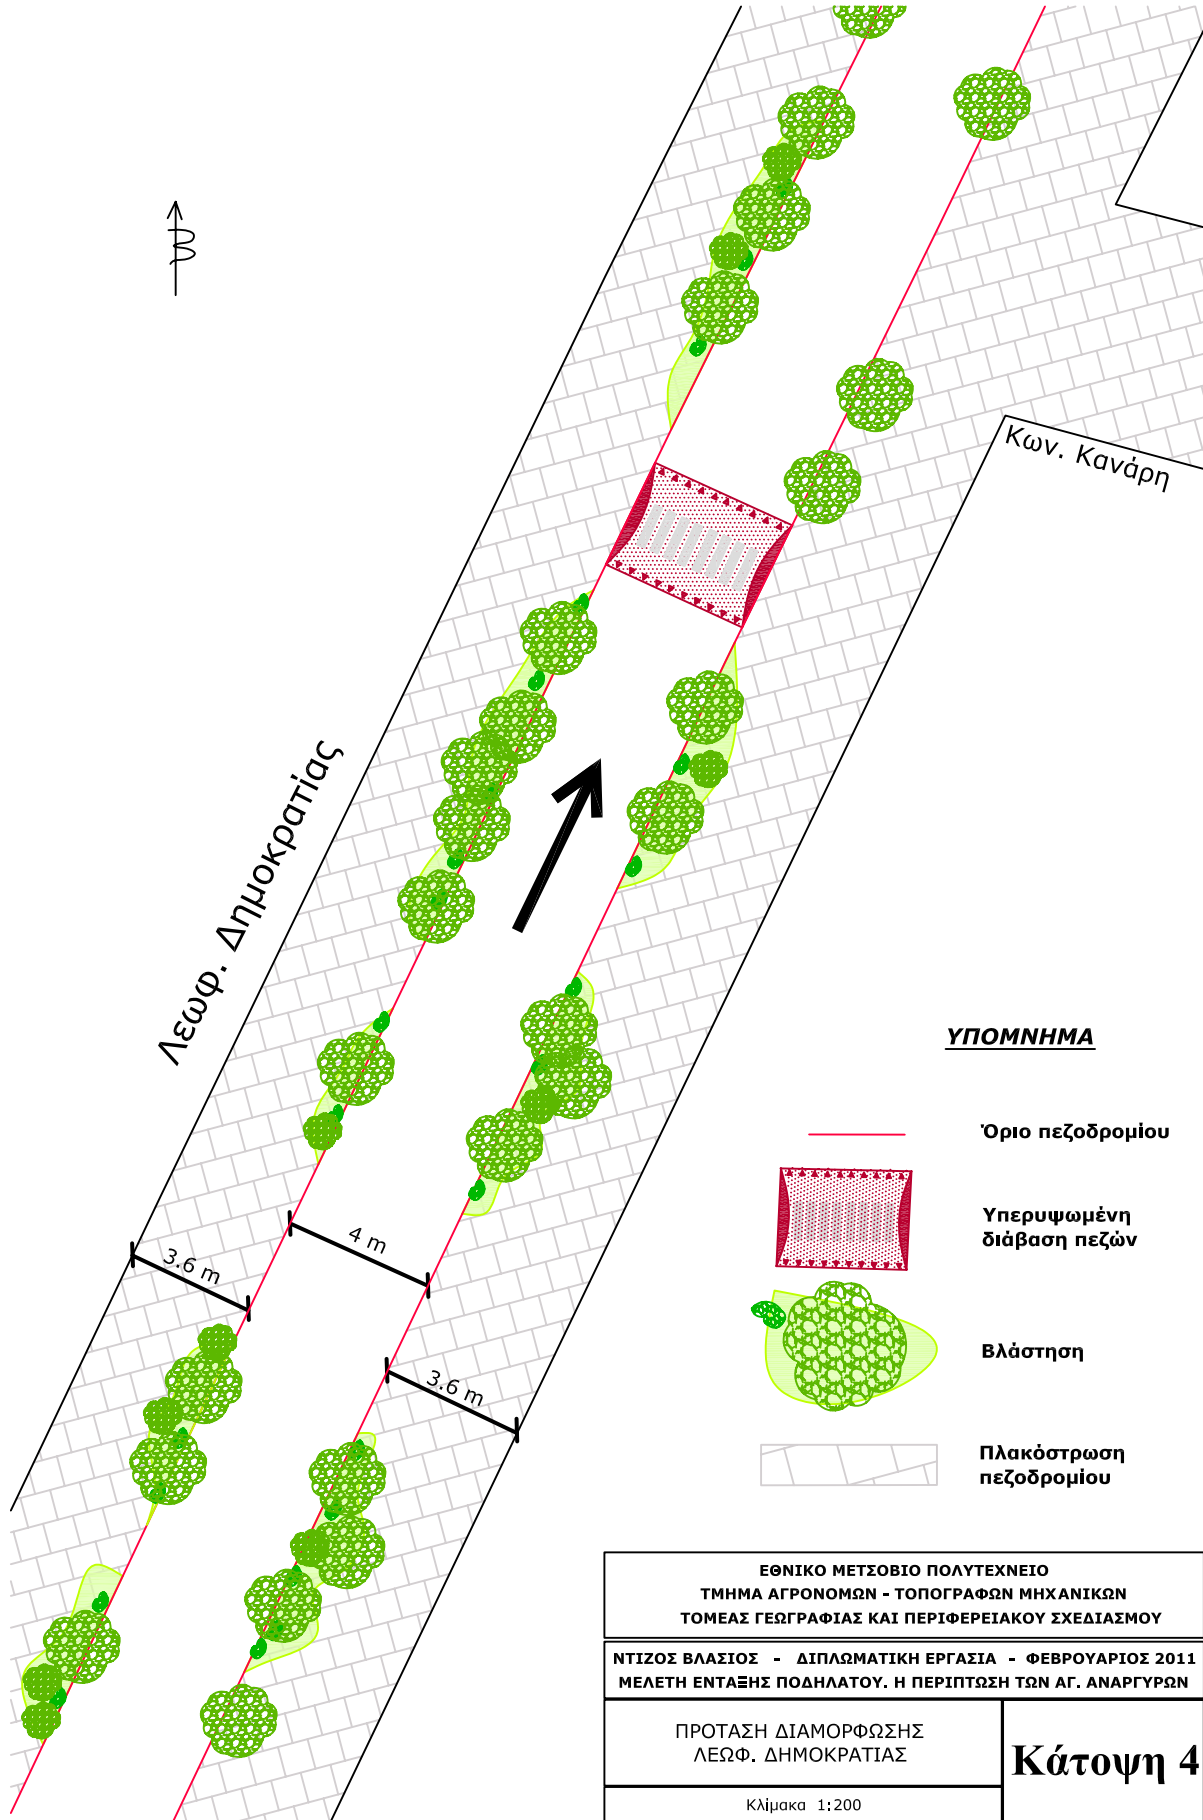 Κων. Κανάρη
Λεωφ. Δημοκρατίας
4 m
3.6 m
3.6 m
ΥΠΟΜΝΗΜΑ
Όριο πεζοδρομίου
Υπερυψωμένη
διάβαση πεζών
Βλάστηση
Πλακόστρωση
πεζοδρομίου
ΕΘΝΙΚΟ ΜΕΤΣΟΒΙΟ ΠΟΛΥΤΕΧΝΕΙΟ
ΤΜΗΜΑ ΑΓΡΟΝΟΜΩΝ - ΤΟΠΟΓΡΑΦΩΝ ΜΗΧΑΝΙΚΩΝ
ΤΟΜΕΑΣ ΓΕΩΓΡΑΦΙΑΣ ΚΑΙ ΠΕΡΙΦΕΡΕΙΑΚΟΥ ΣΧΕΔΙΑΣΜΟΥ
ΝΤΙΖΟΣ ΒΛΑΣΙΟΣ - ΔΙΠΛΩΜΑΤΙΚΗ ΕΡΓΑΣΙΑ - ΦΕΒΡΟΥΑΡΙΟΣ 2011
ΜΕΛΕΤΗ ΕΝΤΑΞΗΣ ΠΟΔΗΛΑΤΟΥ. Η ΠΕΡΙΠΤΩΣΗ ΤΩΝ ΑΓ. ΑΝΑΡΓΥΡΩΝ
ΠΡΟΤΑΣΗ ΔΙΑΜΟΡΦΩΣΗΣ
ΛΕΩΦ. ΔΗΜΟΚΡΑΤΙΑΣ
Κάτοψη 4
Κλίμακα 1:200